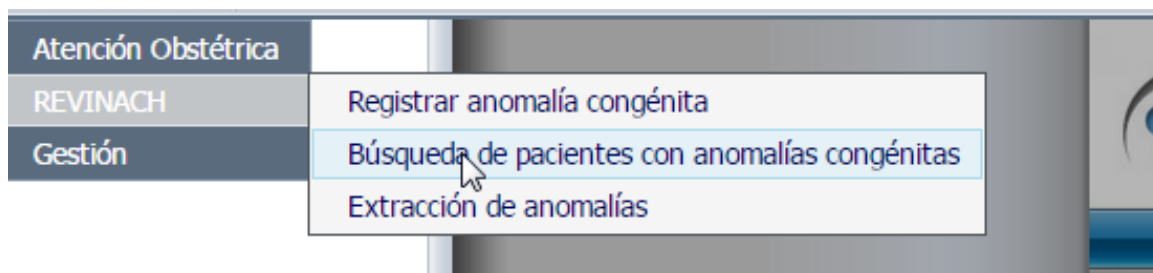 Atención Obstétrica
REVINACH
Gestión
Registrar anomalía congénita
Búsqueda de pacientes con anomalías congénitas
Extracción de anomalías